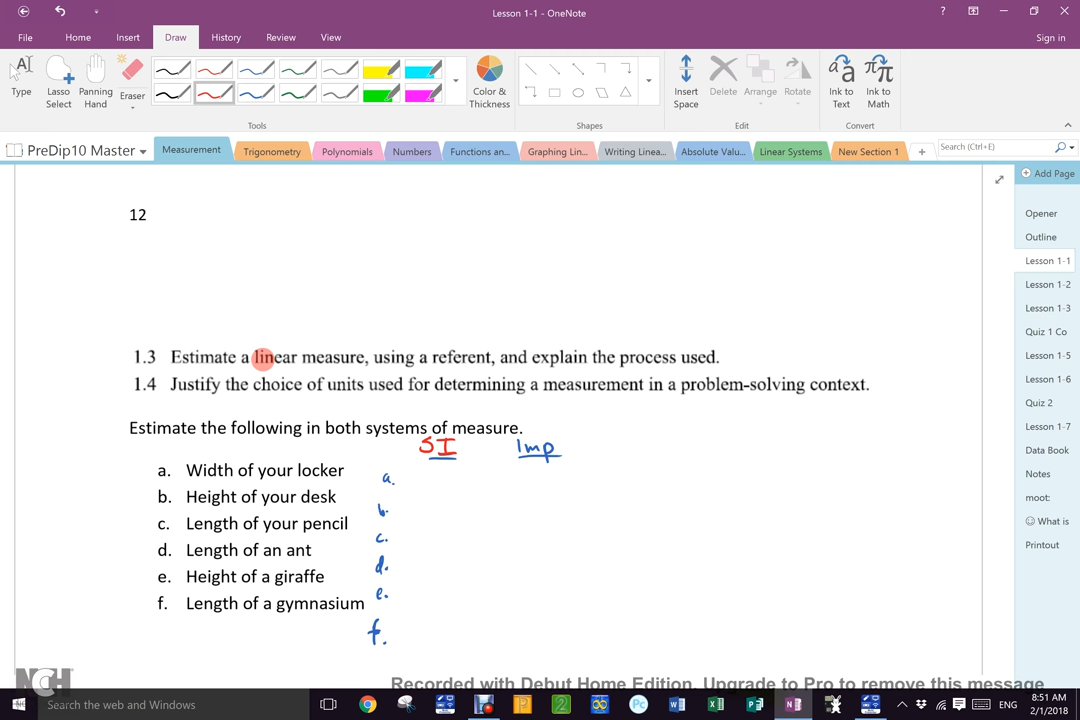 Lesson 1-1 - OneNote
?
File Home Insert Draw History Review View
Sign in
Type
Lasso Select
Panning Hand
Eraser
Color & Thickness
Insert Space
Delete
Arrange
Rotate
Ink to Text
Ink to Math
Tools Shapes Edit Convert
PreDip10 Master
Measurement Trigonometry Polynomials Numbers Functions an... Graphing Lin... Writing Linea... Absolute Valu... Linear Systems New Section 1 +
Search (Ctrl+E)
Add Page
Opener
Outline
Lesson 1-1
Lesson 1-2
Lesson 1-3
Quiz 1 Co
Lesson 1-5
Lesson 1-6
Quiz 2
Lesson 1-7
Data Book
Notes
moot:
☺ What is
Printout
12
1.3 Estimate a linear measure, using a referent, and explain the process used.
1.4 Justify the choice of units used for determining a measurement in a problem-solving context.
Estimate the following in both systems of measure.
SI Imp
a. Width of your locker
b. Height of your desk
c. Length of your pencil
d. Length of an ant
e. Height of a giraffe
f. Length of a gymnasium
a.
b.
c.
d.
e.
f.
NCH
Recorded with Debut Home Edition. Upgrade to Pro to remove this message
Search the web and Windows
ENG
8:51 AM
2/1/2018